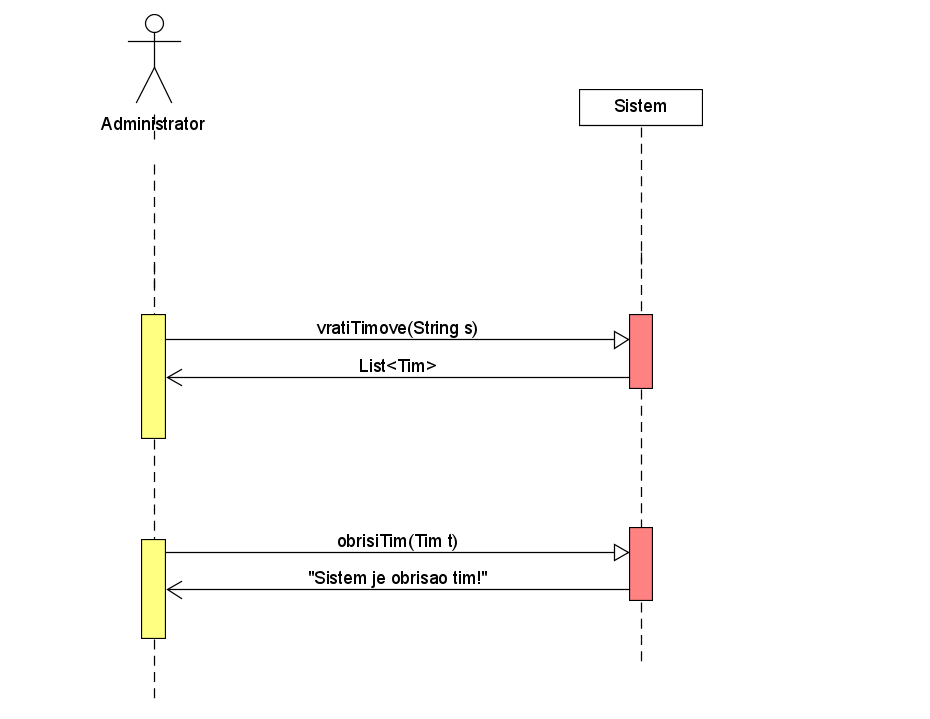 Administrator
Sistem
vratiTimove(String s)
List<Tim>
obrisiTim(Tim t)
"Sistem je obrisao tim!"